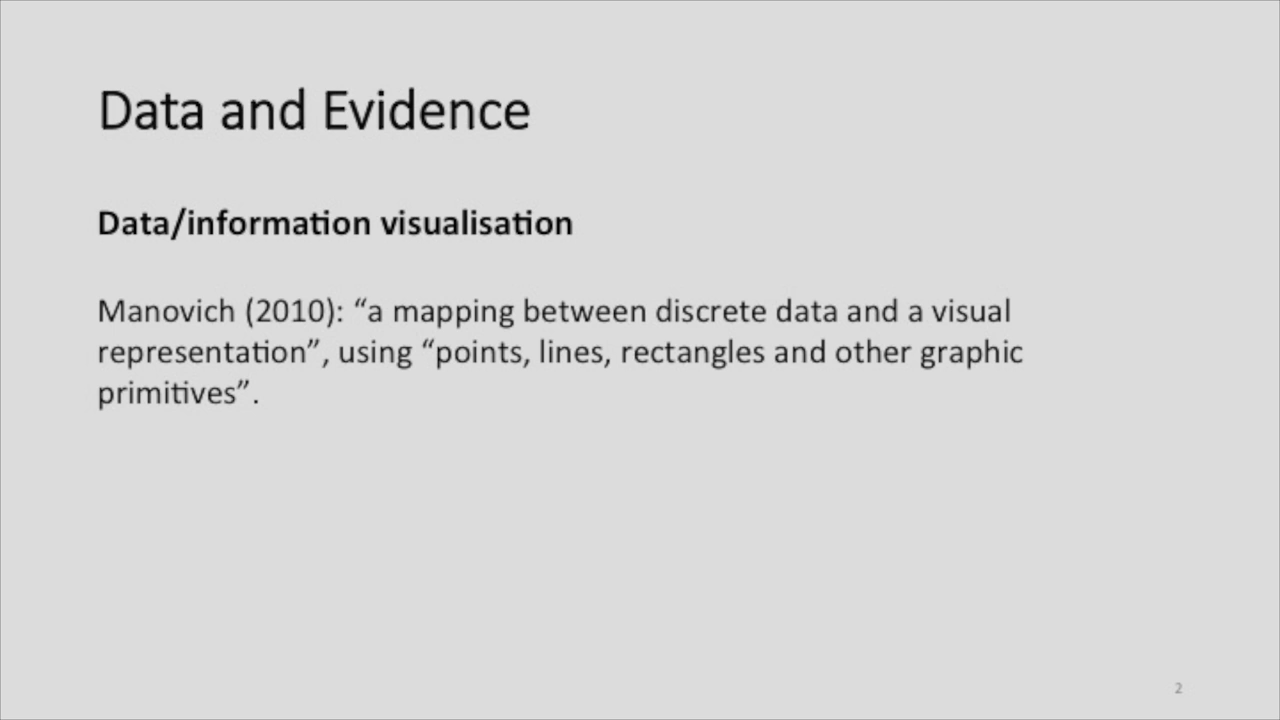 Data and Evidence
Data/information visualisation
Manovich (2010): “a mapping between discrete data and a visual
representation”, using “points, lines, rectangles and other graphic
primitives”.
2